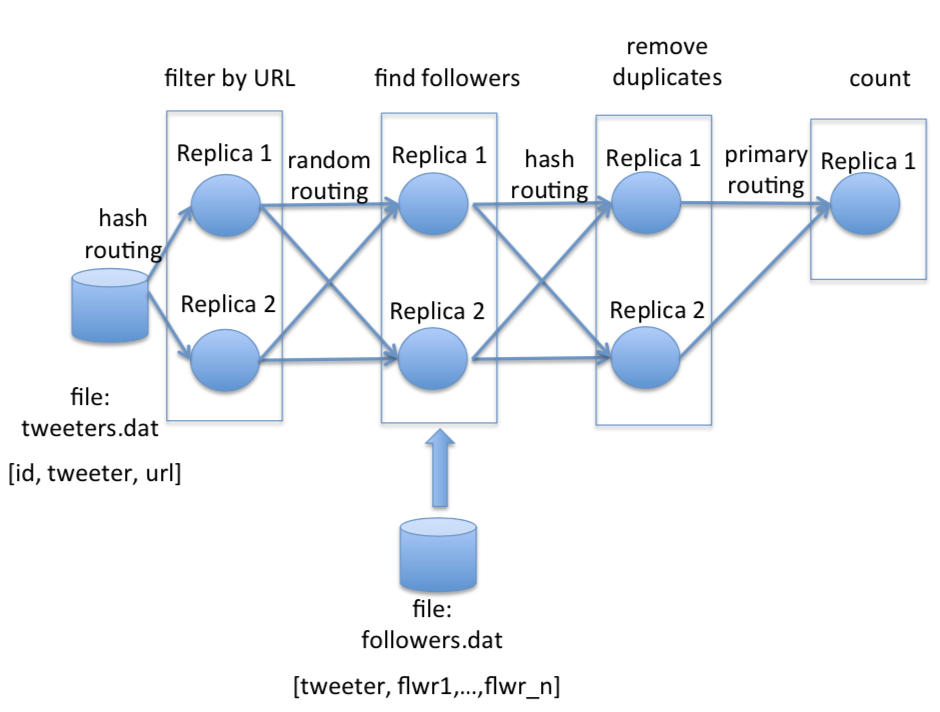 filter by URL
find followers
remove
duplicates
count
Replica 1
random
routing
Replica 1
hash
routing
Replica 1
primary
routing
Replica 1
hash
routing
Replica 2
Replica 2
Replica 2
file:
tweeters.dat
[id, tweeter, url]
file:
followers.dat
[tweeter, flwr1,...,flwr_n]